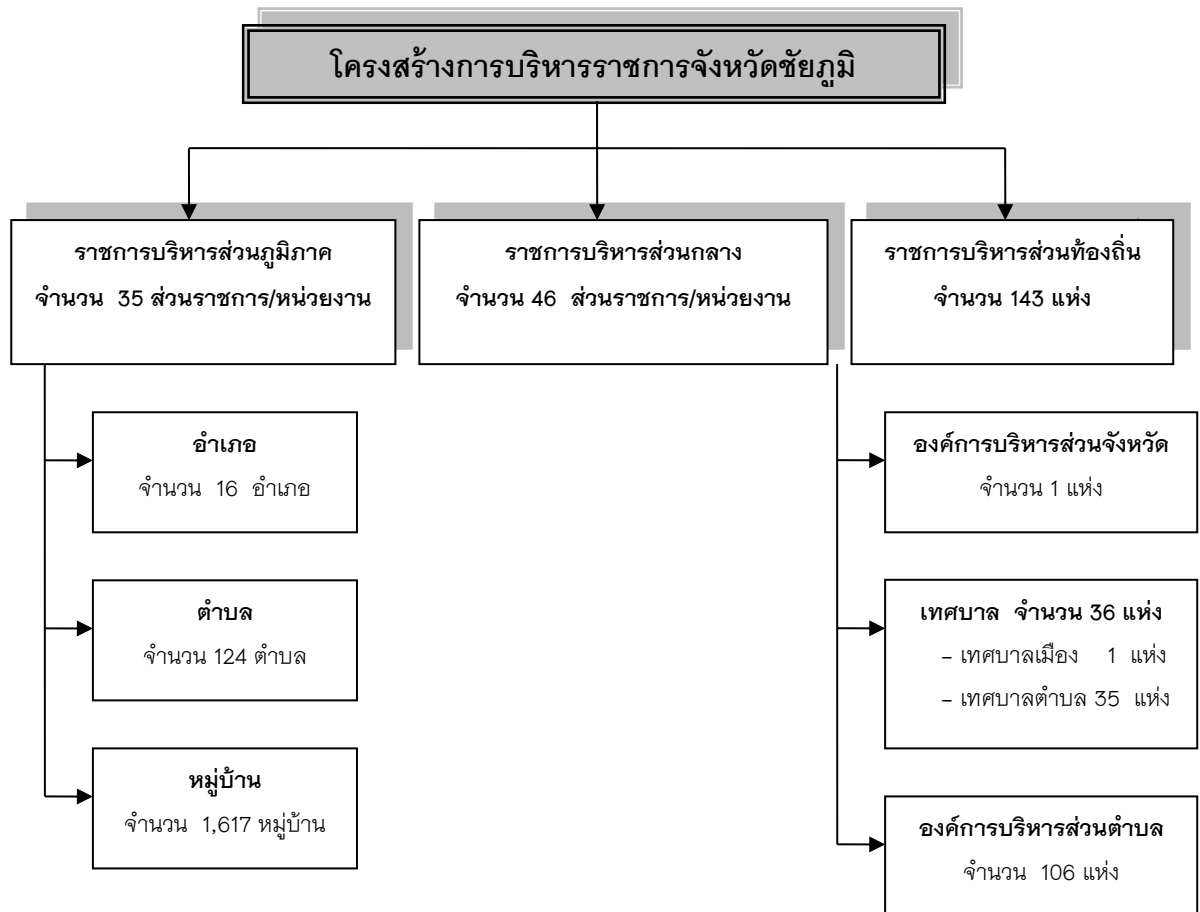 โครงสร้างการบริหารราชการจังหวัดชัยภูมิ
ราชการบริหารส่วนภูมิภาค
จำนวน 35 ส่วนราชการ/หน่วยงาน
ราชการบริหารส่วนกลาง
จำนวน 46 ส่วนราชการ/หน่วยงาน
ราชการบริหารส่วนท้องถิ่น
จำนวน 143 แห่ง
อำเภอ
จำนวน 16 อำเภอ
ตำบล
จำนวน 124 ตำบล
หมู่บ้าน
จำนวน 1,617 หมู่บ้าน
องค์การบริหารส่วนจังหวัด
จำนวน 1 แห่ง
เทศบาล จำนวน 36 แห่ง
- เทศบาลเมือง 1 แห่ง
- เทศบาลตำบล 35 แห่ง
องค์การบริหารส่วนตำบล
จำนวน 106 แห่ง